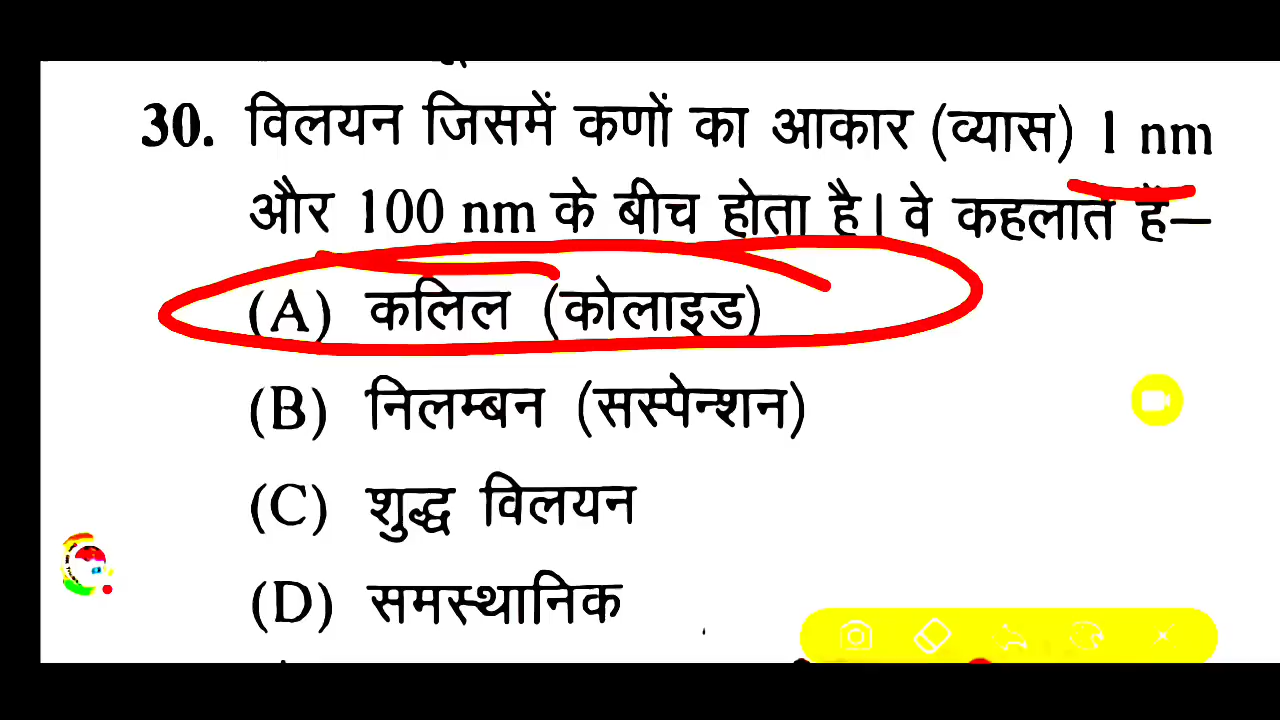 30. विलयन जिसमें कणों का आकार (व्यास) 1 nm
और 100 nm के बीच होता है। वे कहलाते हैं—
(A) कलिल (कोलाइड)
(B) निलम्बन (सस्पेन्शन)
(C) शुद्ध विलयन
(D) समस्थानिक